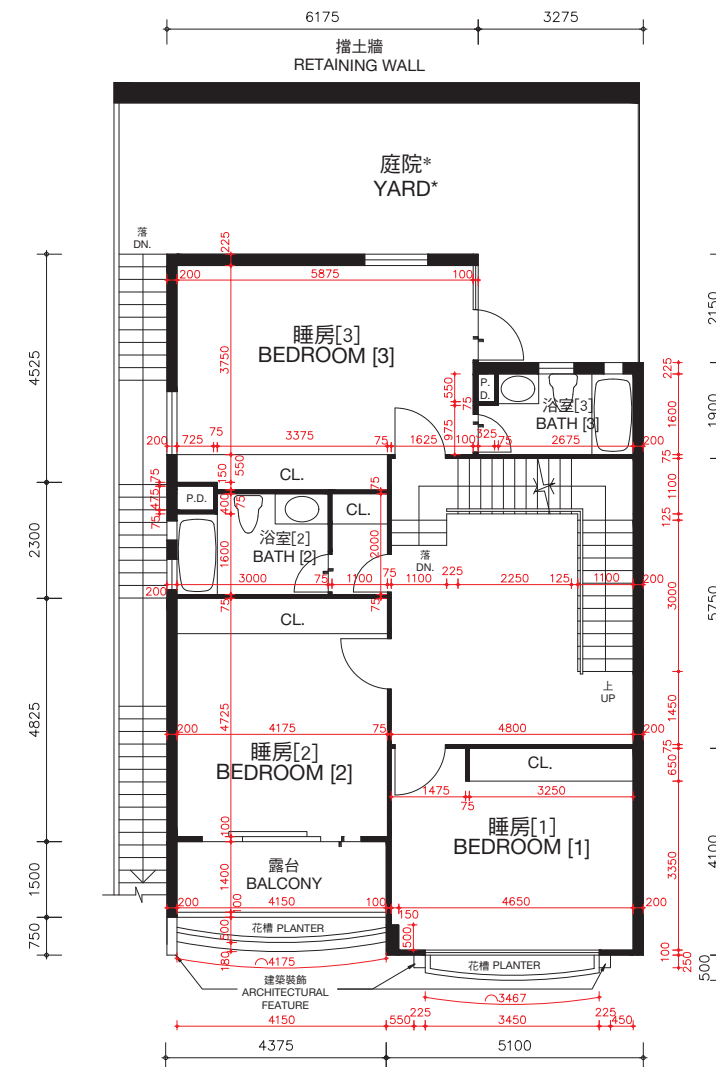 6175
3275
擋土牆
RETAINING WALL
庭院*
YARD*
落
DN.
225
200
5875
100
2150
4525
睡房[3]
BEDROOM [3]
3750
225
550
P.
D.
75
浴室[3]
BATH [3]
1600
1900
975
200
725
75
3375
75
1625
100
325
75
2675
200
75
150
550
CL.
75
475
75
P.D.
400
75
CL.
75
1100
125
浴室[2]
BATH [2]
1600
2000
2300
落
DN.
200
3000
75
1100
75
1100
225
2250
125
1100
200
3000
5750
75
75
CL.
上
UP
4725
4825
1450
200
4175
75
4800
200
睡房[2]
BEDROOM [2]
75
650
CL.
1475
75
3250
睡房[1]
BEDROOM [1]
100
露台
BALCONY
1400
1500
3350
4100
200
4150
100
4650
200
150
100
500
花槽 PLANTER
500
750
180
4175
100
250
500
花槽 PLANTER
建築裝飾
ARCHITECTURAL
FEATURE
3467
4150
550
225
3450
225
450
4375
5100